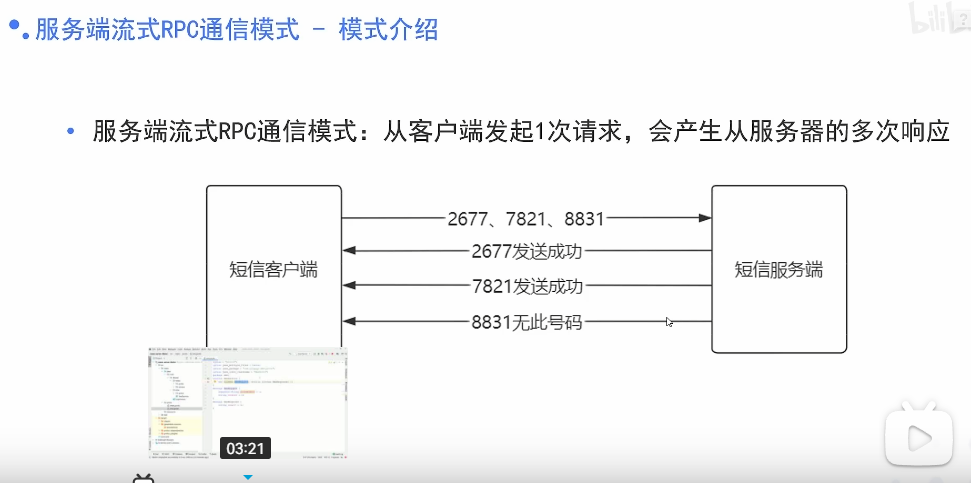 服务端流式RPC通信模式 - 模式介绍
服务端流式RPC通信模式：从客户端发起1次请求，会产生从服务器的多次响应
2677、7821、8831
2677发送成功
短信客户端
短信服务端
7821发送成功
8831无此号码
03:21